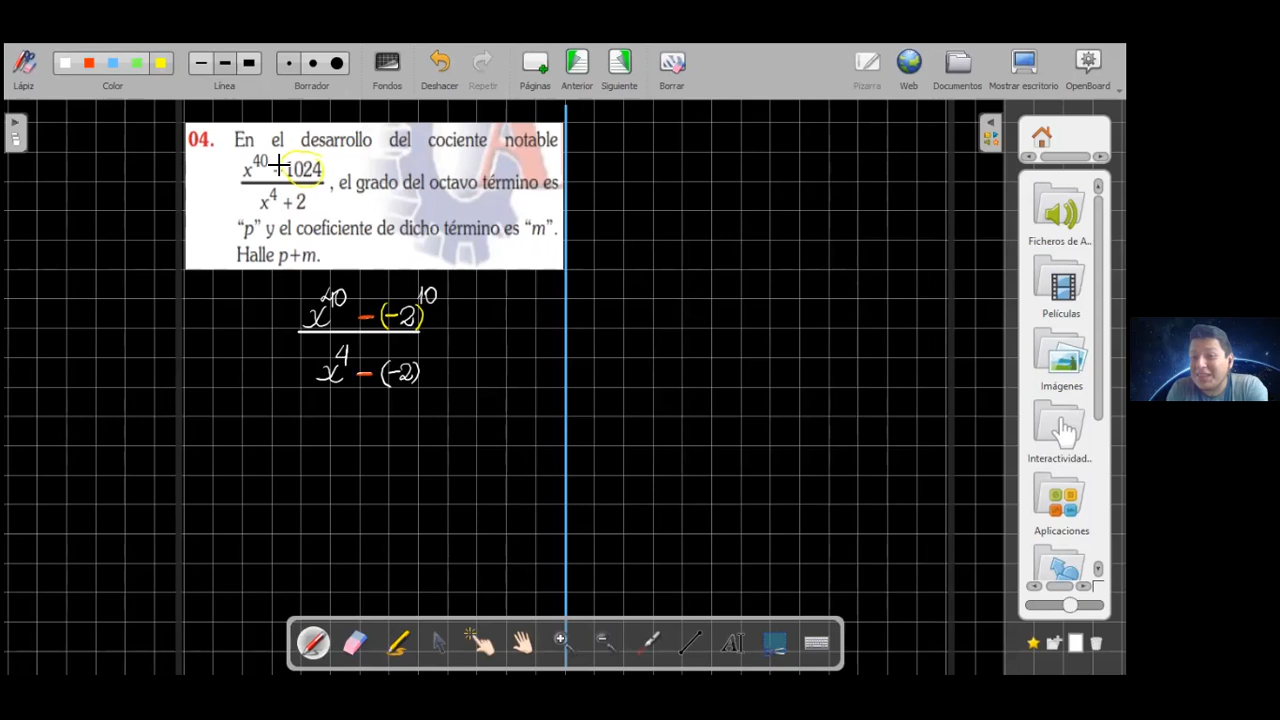 Lápiz Color Línea Borrador Fondos Deshacer Repetir Páginas Anterior Siguiente Borrar Pizarra Web Documentos Mostrar escritorio OpenBoard
04. En el desarrollo del cociente notable
x^40 - 1024
x^4 + 2
, el grado del octavo término es
“p” y el coeficiente de dicho término es “m”.
Halle p+m.
x^40 - (-2)^10
x^4 - (-2)
Ficheros de A..
Películas
Imágenes
Interactividad..
Aplicaciones